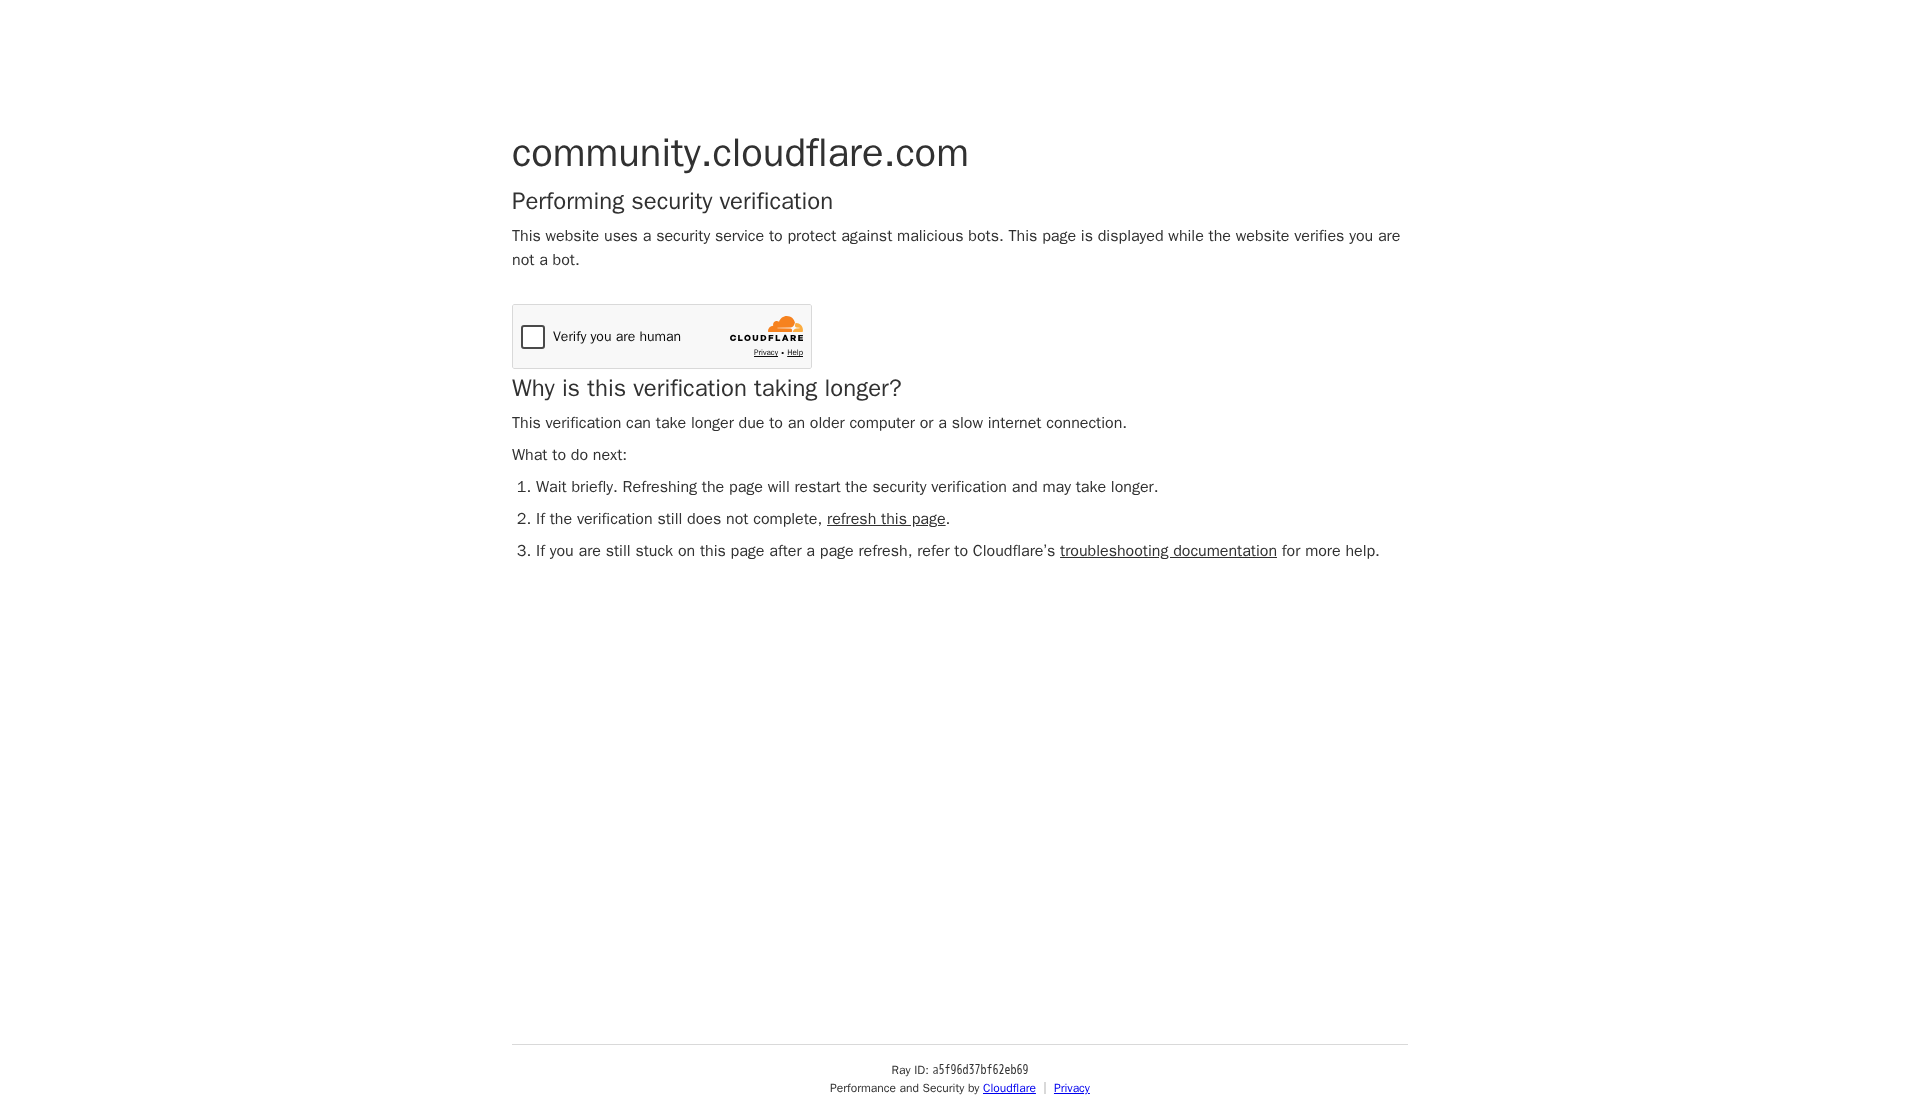 community.cloudflare.com
Performing security verification
This website uses a security service to protect against malicious bots. This page is displayed while the website verifies you are
not a bot.
Verify you are human
CLOUDFLARE
Privacy • Help
Why is this verification taking longer?
This verification can take longer due to an older computer or a slow internet connection.
What to do next:
1. Wait briefly. Refreshing the page will restart the security verification and may take longer.
2. If the verification still does not complete, refresh this page.
3. If you are still stuck on this page after a page refresh, refer to Cloudflare's troubleshooting documentation for more help.
Ray ID: a5f96d37bf62eb69
Performance and Security by Cloudflare | Privacy